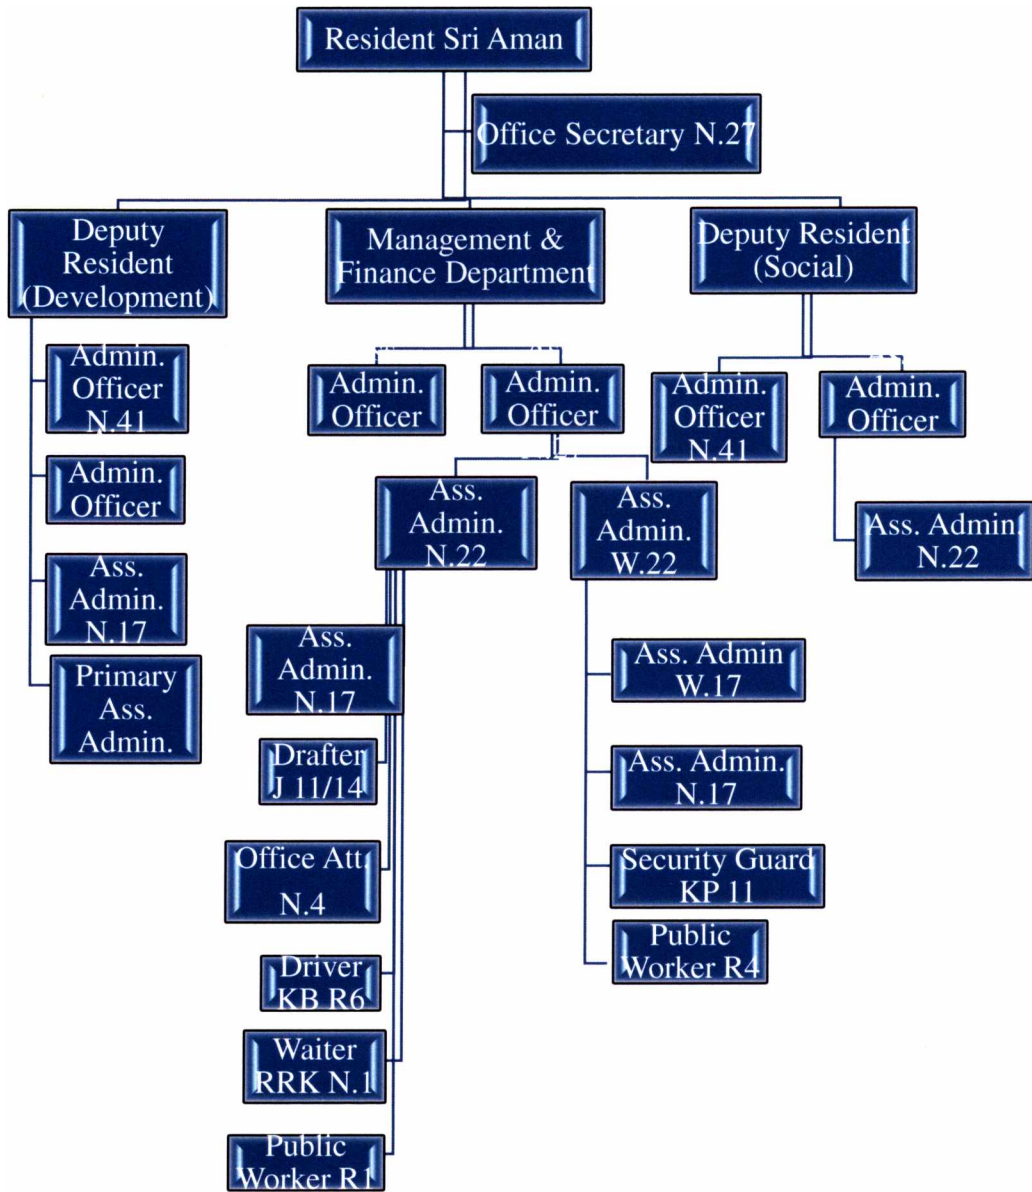 Resident Sri Aman
Office Secretary N.27
Deputy
Resident
(Development)
Management &
Finance Department
Deputy Resident
(Social)
Admin.
Officer
N.41
Admin.
Officer
Ass.
Admin.
N.17
Primary
Ass.
Admin.
Admin.
Officer
Admin.
Officer
Ass.
Admin.
N.22
Ass.
Admin.
N.17
Drafter
J 11/14
Office Att.
N.4
Driver
KB R6
Waiter
RRK N.1
Public
Worker R1
Ass.
Admin.
W.22
Ass. Admin
W.17
Ass. Admin.
N.17
Security Guard
KP 11
Public
Worker R4
Admin.
Officer
N.41
Admin.
Officer
Ass. Admin.
N.22